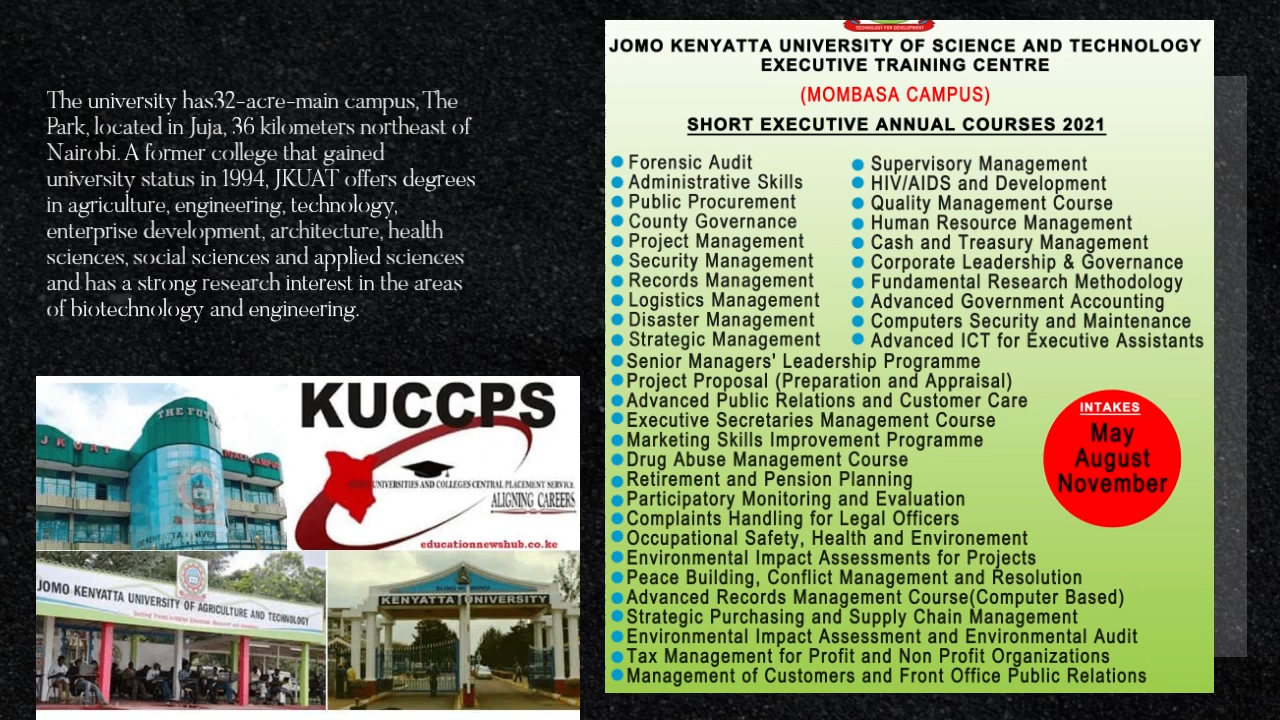 The university has32-acre-main campus, The
Park, located in Juja, 36 kilometers northeast of
Nairobi. A former college that gained
university status in 1994, JKUAT offers degrees
in agriculture, engineering, technology,
enterprise development, architecture, health
sciences, social sciences and applied sciences
and has a strong research interest in the areas
of biotechnology and engineering.
THE FUTU
JKUAT
KUCCPS
UNIVERSITIES AND COLLEGES CENTRAL PLACEMENT SERVICE
ALIGNING CAREERS
educationnewshub.co.ke
JOMO KENYATTA UNIVERSITY OF AGRICULTURE AND TECHNOLOGY
KENYATTA UNIVERSITY
TECHNOLOGY FOR DEVELOPMENT
JOMO KENYATTA UNIVERSITY OF SCIENCE AND TECHNOLOGY
EXECUTIVE TRAINING CENTRE
(MOMBASA CAMPUS)
SHORT EXECUTIVE ANNUAL COURSES 2021
Forensic Audit
Administrative Skills
Public Procurement
County Governance
Project Management
Security Management
Records Management
Logistics Management
Disaster Management
Strategic Management
Supervisory Management
HIV/AIDS and Development
Quality Management Course
Human Resource Management
Cash and Treasury Management
Corporate Leadership & Governance
Fundamental Research Methodology
Advanced Government Accounting
Computers Security and Maintenance
Advanced ICT for Executive Assistants
Senior Managers' Leadership Programme
Project Proposal (Preparation and Appraisal)
Advanced Public Relations and Customer Care
Executive Secretaries Management Course
Marketing Skills Improvement Programme
Drug Abuse Management Course
Retirement and Pension Planning
Participatory Monitoring and Evaluation
Complaints Handling for Legal Officers
Occupational Safety, Health and Environement
Environmental Impact Assessments for Projects
Peace Building, Conflict Management and Resolution
Advanced Records Management Course(Computer Based)
Strategic Purchasing and Supply Chain Management
Environmental Impact Assessment and Environmental Audit
Tax Management for Profit and Non Profit Organizations
Management of Customers and Front Office Public Relations
INTAKES
May
August
November